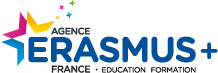 AGENCE
ERASMUS+
FRANCE • EDUCATION FORMATION